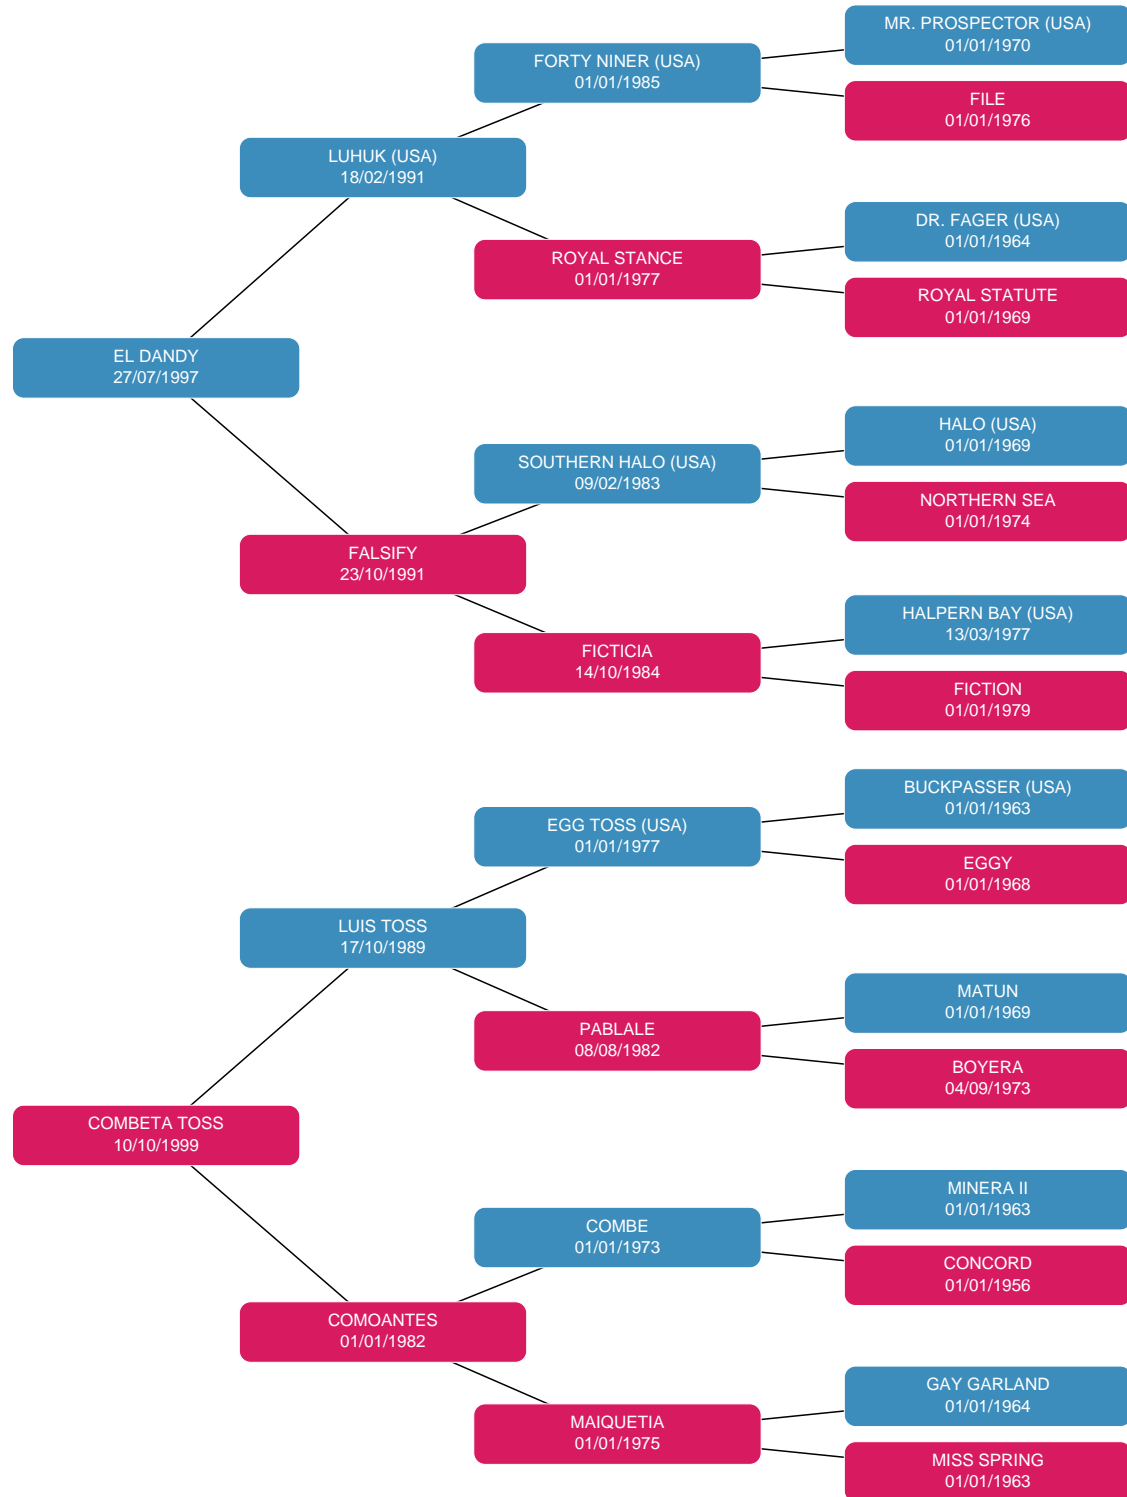 MR. PROSPECTOR (USA)
01/01/1970
FORTY NINER (USA)
01/01/1985
FILE
01/01/1976
LUHUK (USA)
18/02/1991
DR. FAGER (USA)
01/01/1964
ROYAL STANCE
01/01/1977
ROYAL STATUTE
01/01/1969
EL DANDY
27/07/1997
HALO (USA)
01/01/1969
SOUTHERN HALO (USA)
09/02/1983
NORTHERN SEA
01/01/1974
FALSIFY
23/10/1991
HALPERN BAY (USA)
13/03/1977
FICTICIA
14/10/1984
FICTION
01/01/1979
BUCKPASSER (USA)
01/01/1963
EGG TOSS (USA)
01/01/1977
EGGY
01/01/1968
LUIS TOSS
17/10/1989
MATUN
01/01/1969
PABLALE
08/08/1982
BOYERA
04/09/1973
COMBETA TOSS
10/10/1999
MINERA II
01/01/1963
COMBE
01/01/1973
CONCORD
01/01/1956
COMOANTES
01/01/1982
GAY GARLAND
01/01/1964
MAIQUETIA
01/01/1975
MISS SPRING
01/01/1963